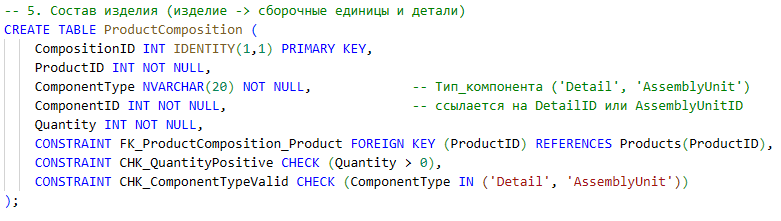 -- 5. Состав изделия (изделие -> сборочные единицы и детали)
CREATE TABLE ProductComposition (
    CompositionID INT IDENTITY(1,1) PRIMARY KEY,
    ProductID INT NOT NULL,
    ComponentType NVARCHAR(20) NOT NULL,             -- Тип_компонента ('Detail', 'AssemblyUnit')
    ComponentID INT NOT NULL,                        -- ссылается на DetailID или AssemblyUnitID
    Quantity INT NOT NULL,
    CONSTRAINT FK_ProductComposition_Product FOREIGN KEY (ProductID) REFERENCES Products(ProductID),
    CONSTRAINT CHK_QuantityPositive CHECK (Quantity > 0),
    CONSTRAINT CHK_ComponentTypeValid CHECK (ComponentType IN ('Detail', 'AssemblyUnit'))
);